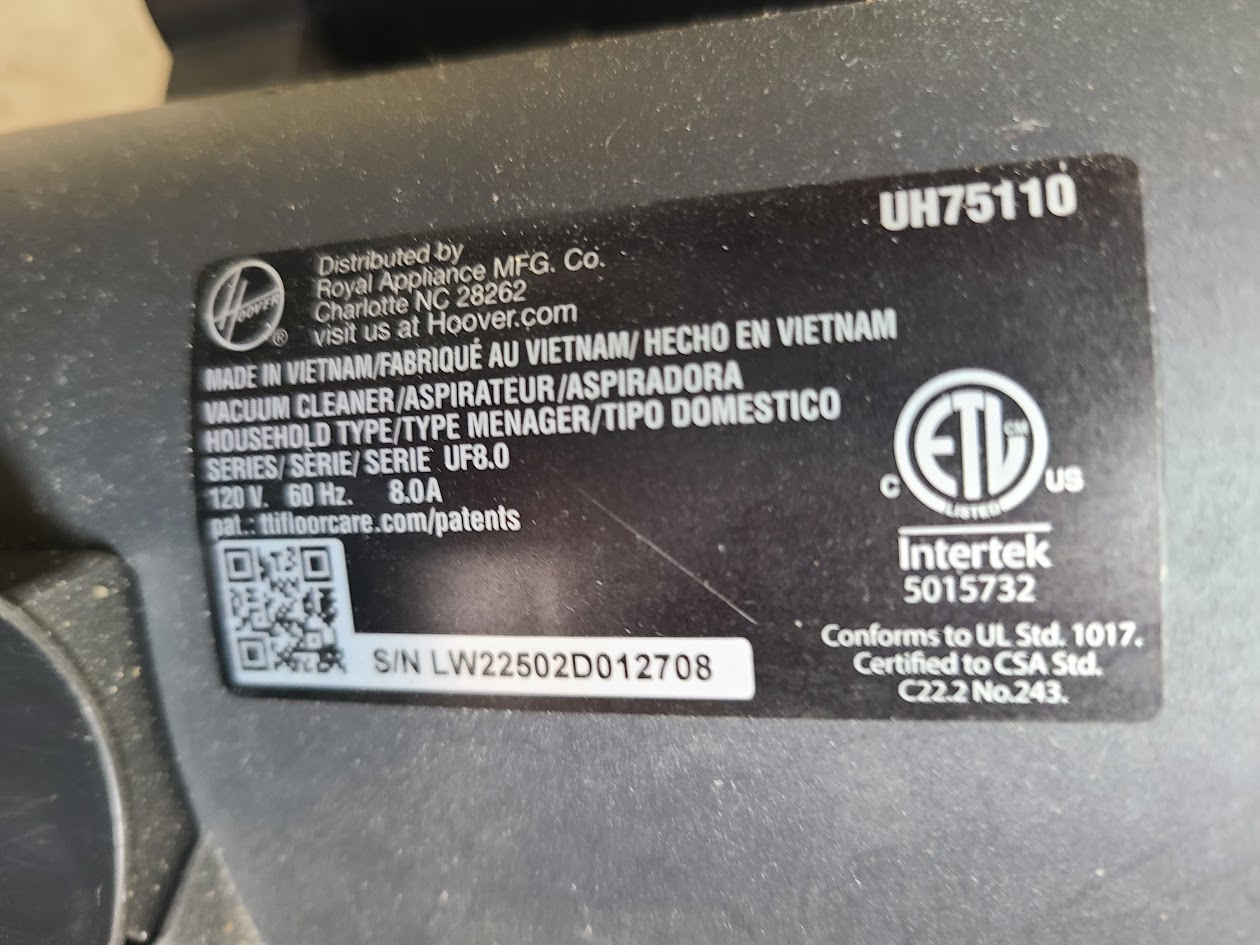 UH75110
HOOVER
®
Distributed by
Royal Appliance MFG. Co.
Charlotte NC 28262
visit us at Hoover.com
MADE IN VIETNAM/FABRIQUÉ AU VIETNAM/ HECHO EN VIETNAM
VACUUM CLEANER/ASPIRATEUR/ASPIRADORA
HOUSEHOLD TYPE/TYPE MENAGER/TIPO DOMESTICO
SERIES/ SÉRIE/ SERIE UF8.0
120 V. 60 Hz. 8.0A
pat.: ttifloorcare.com/patents
S/N LW22502D012708
ETL CM
C US
LISTED
Intertek
5015732
Conforms to UL Std. 1017.
Certified to CSA Std.
C22.2 No.243.